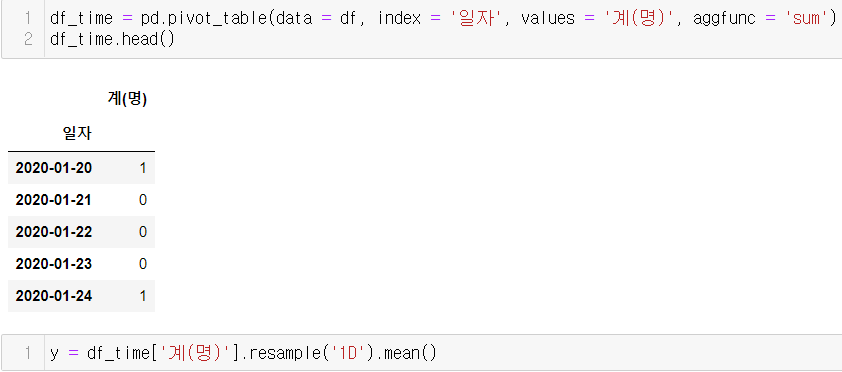 1 df_time = pd.pivot_table(data = df, index = '일자', values = '계(명)', aggfunc = 'sum')
2 df_time.head()
계(명)
일자
2020-01-20 1
2020-01-21 0
2020-01-22 0
2020-01-23 0
2020-01-24 1
1 y = df_time['계(명)'].resample('1D').mean()